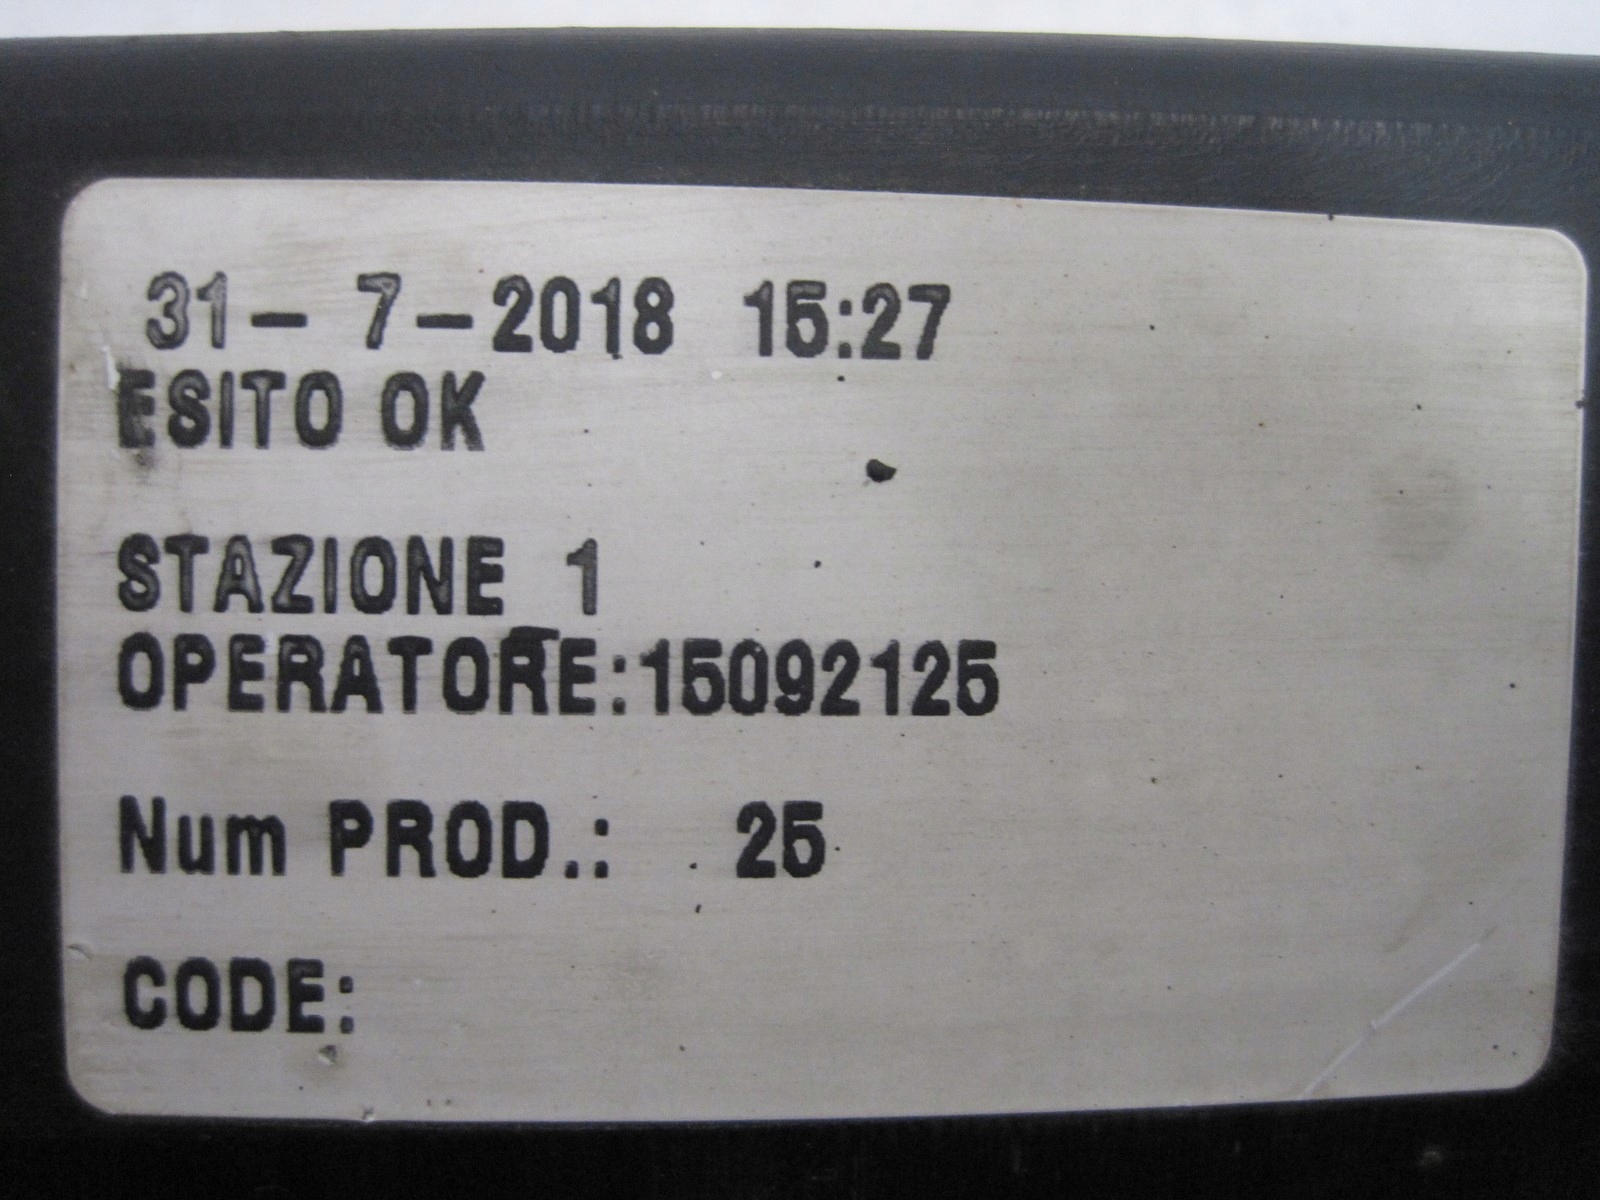 31- 7-2018 15:27
ESITO OK
STAZIONE 1
OPERATORE:15092125
Num PROD.: 25
CODE: